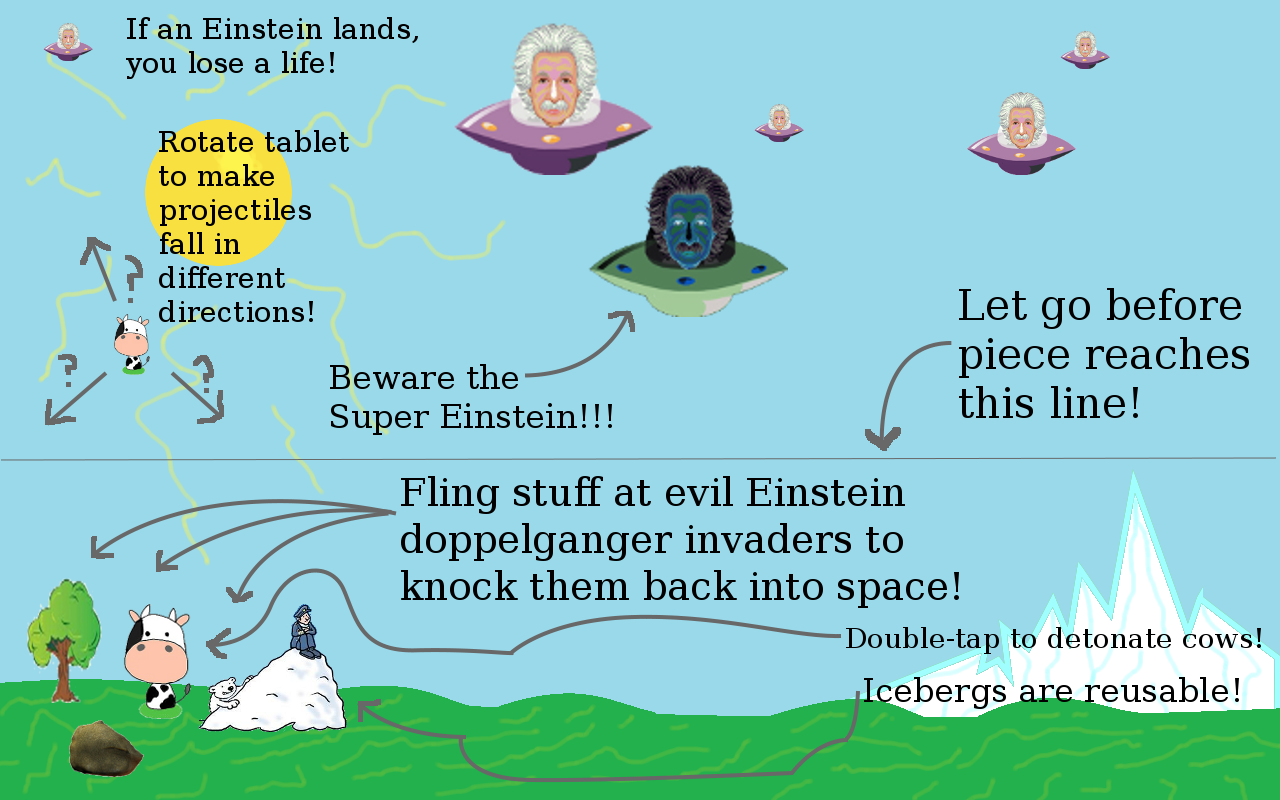 If an Einstein lands,
you lose a life!
Rotate tablet
to make
projectiles
fall in
different
directions!
?
?
?
Let go before
piece reaches
this line!
Beware the
Super Einstein!!!
Fling stuff at evil Einstein
doppelganger invaders to
knock them back into space!
Double-tap to detonate cows!
Icebergs are reusable!